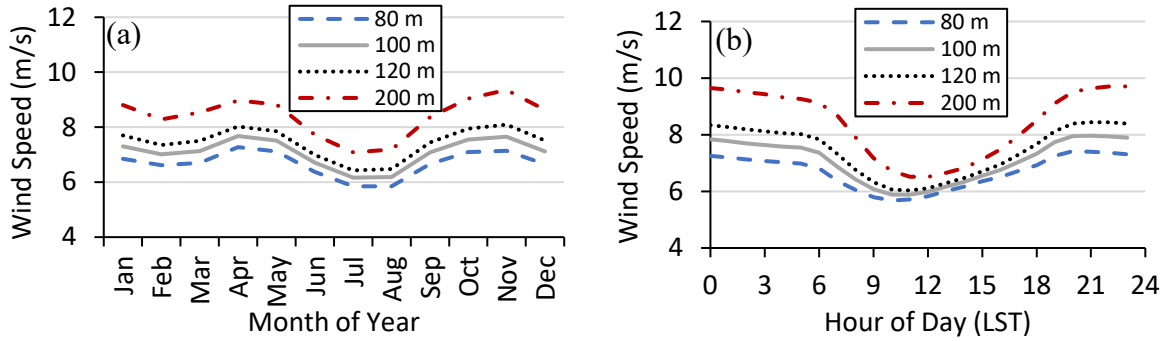 (a)
Wind Speed (m/s)
12
10
8
6
4
80 m
100 m
120 m
200 m
Jan
Feb
Mar
Apr
May
Jun
Jul
Aug
Sep
Oct
Nov
Dec
Month of Year
(b)
Wind Speed (m/s)
12
10
8
6
4
80 m
100 m
120 m
200 m
0 3 6 9 12 15 18 21 24
Hour of Day (LST)